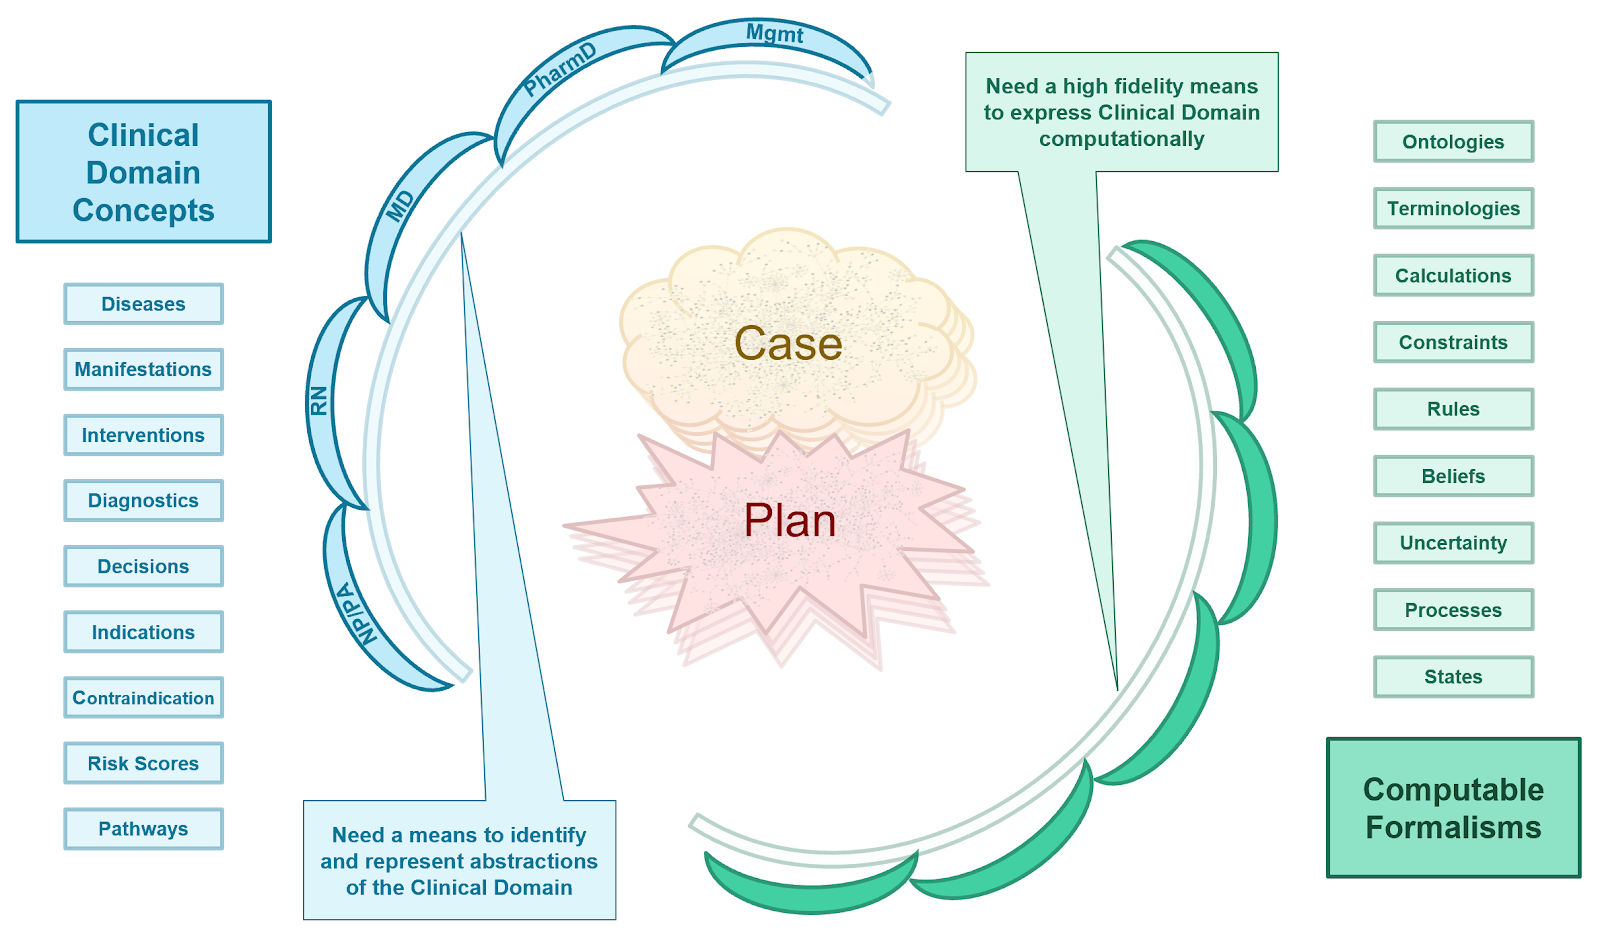 Clinical
Domain
Concepts
Diseases
Manifestations
Interventions
Diagnostics
Decisions
Indications
Contraindication
Risk Scores
Pathways
Mgmt
PharmD
MD
RN
NP/PA
Need a means to identify
and represent abstractions
of the Clinical Domain
Case
Plan
Need a high fidelity means
to express Clinical Domain
computationally
Ontologies
Terminologies
Calculations
Constraints
Rules
Beliefs
Uncertainty
Processes
States
Computable
Formalisms